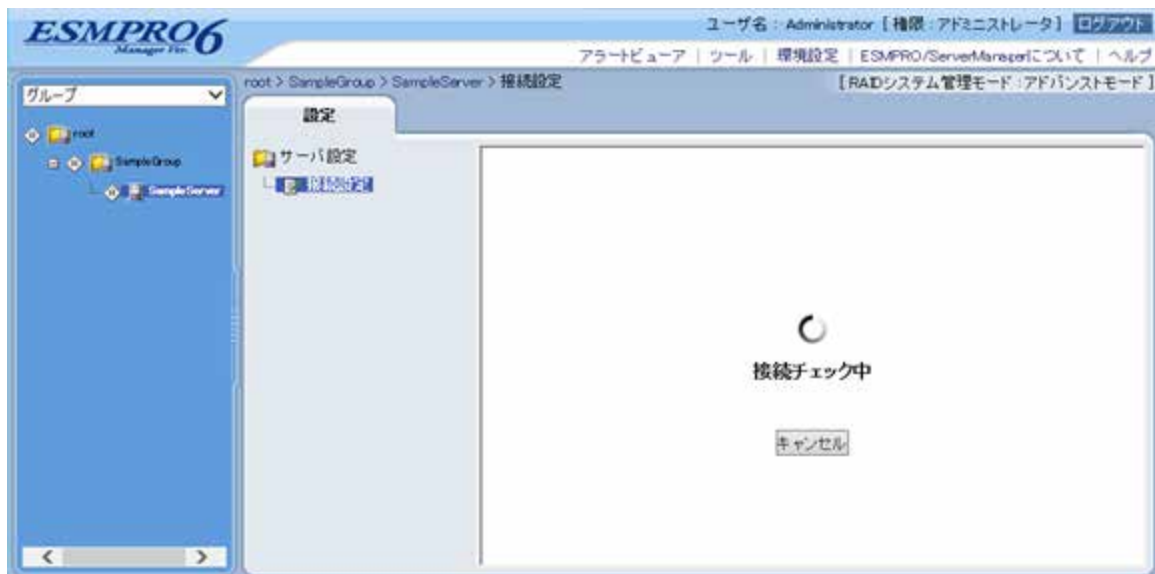 ESMPRO6
Manager Ver.
ユーザ名 : Administrator [ 権限 : アドミニストレータ ] ログアウト
アラートビューア | ツール | 環境設定 | ESMPRO/ServerManagerについて | ヘルプ
グループ
root
SampleGroup
SampleServer
root > SampleGroup > SampleServer > 接続設定
[ RAIDシステム管理モード : アドバンストモード ]
設定
サーバ設定
接続設定
接続チェック中
キャンセル